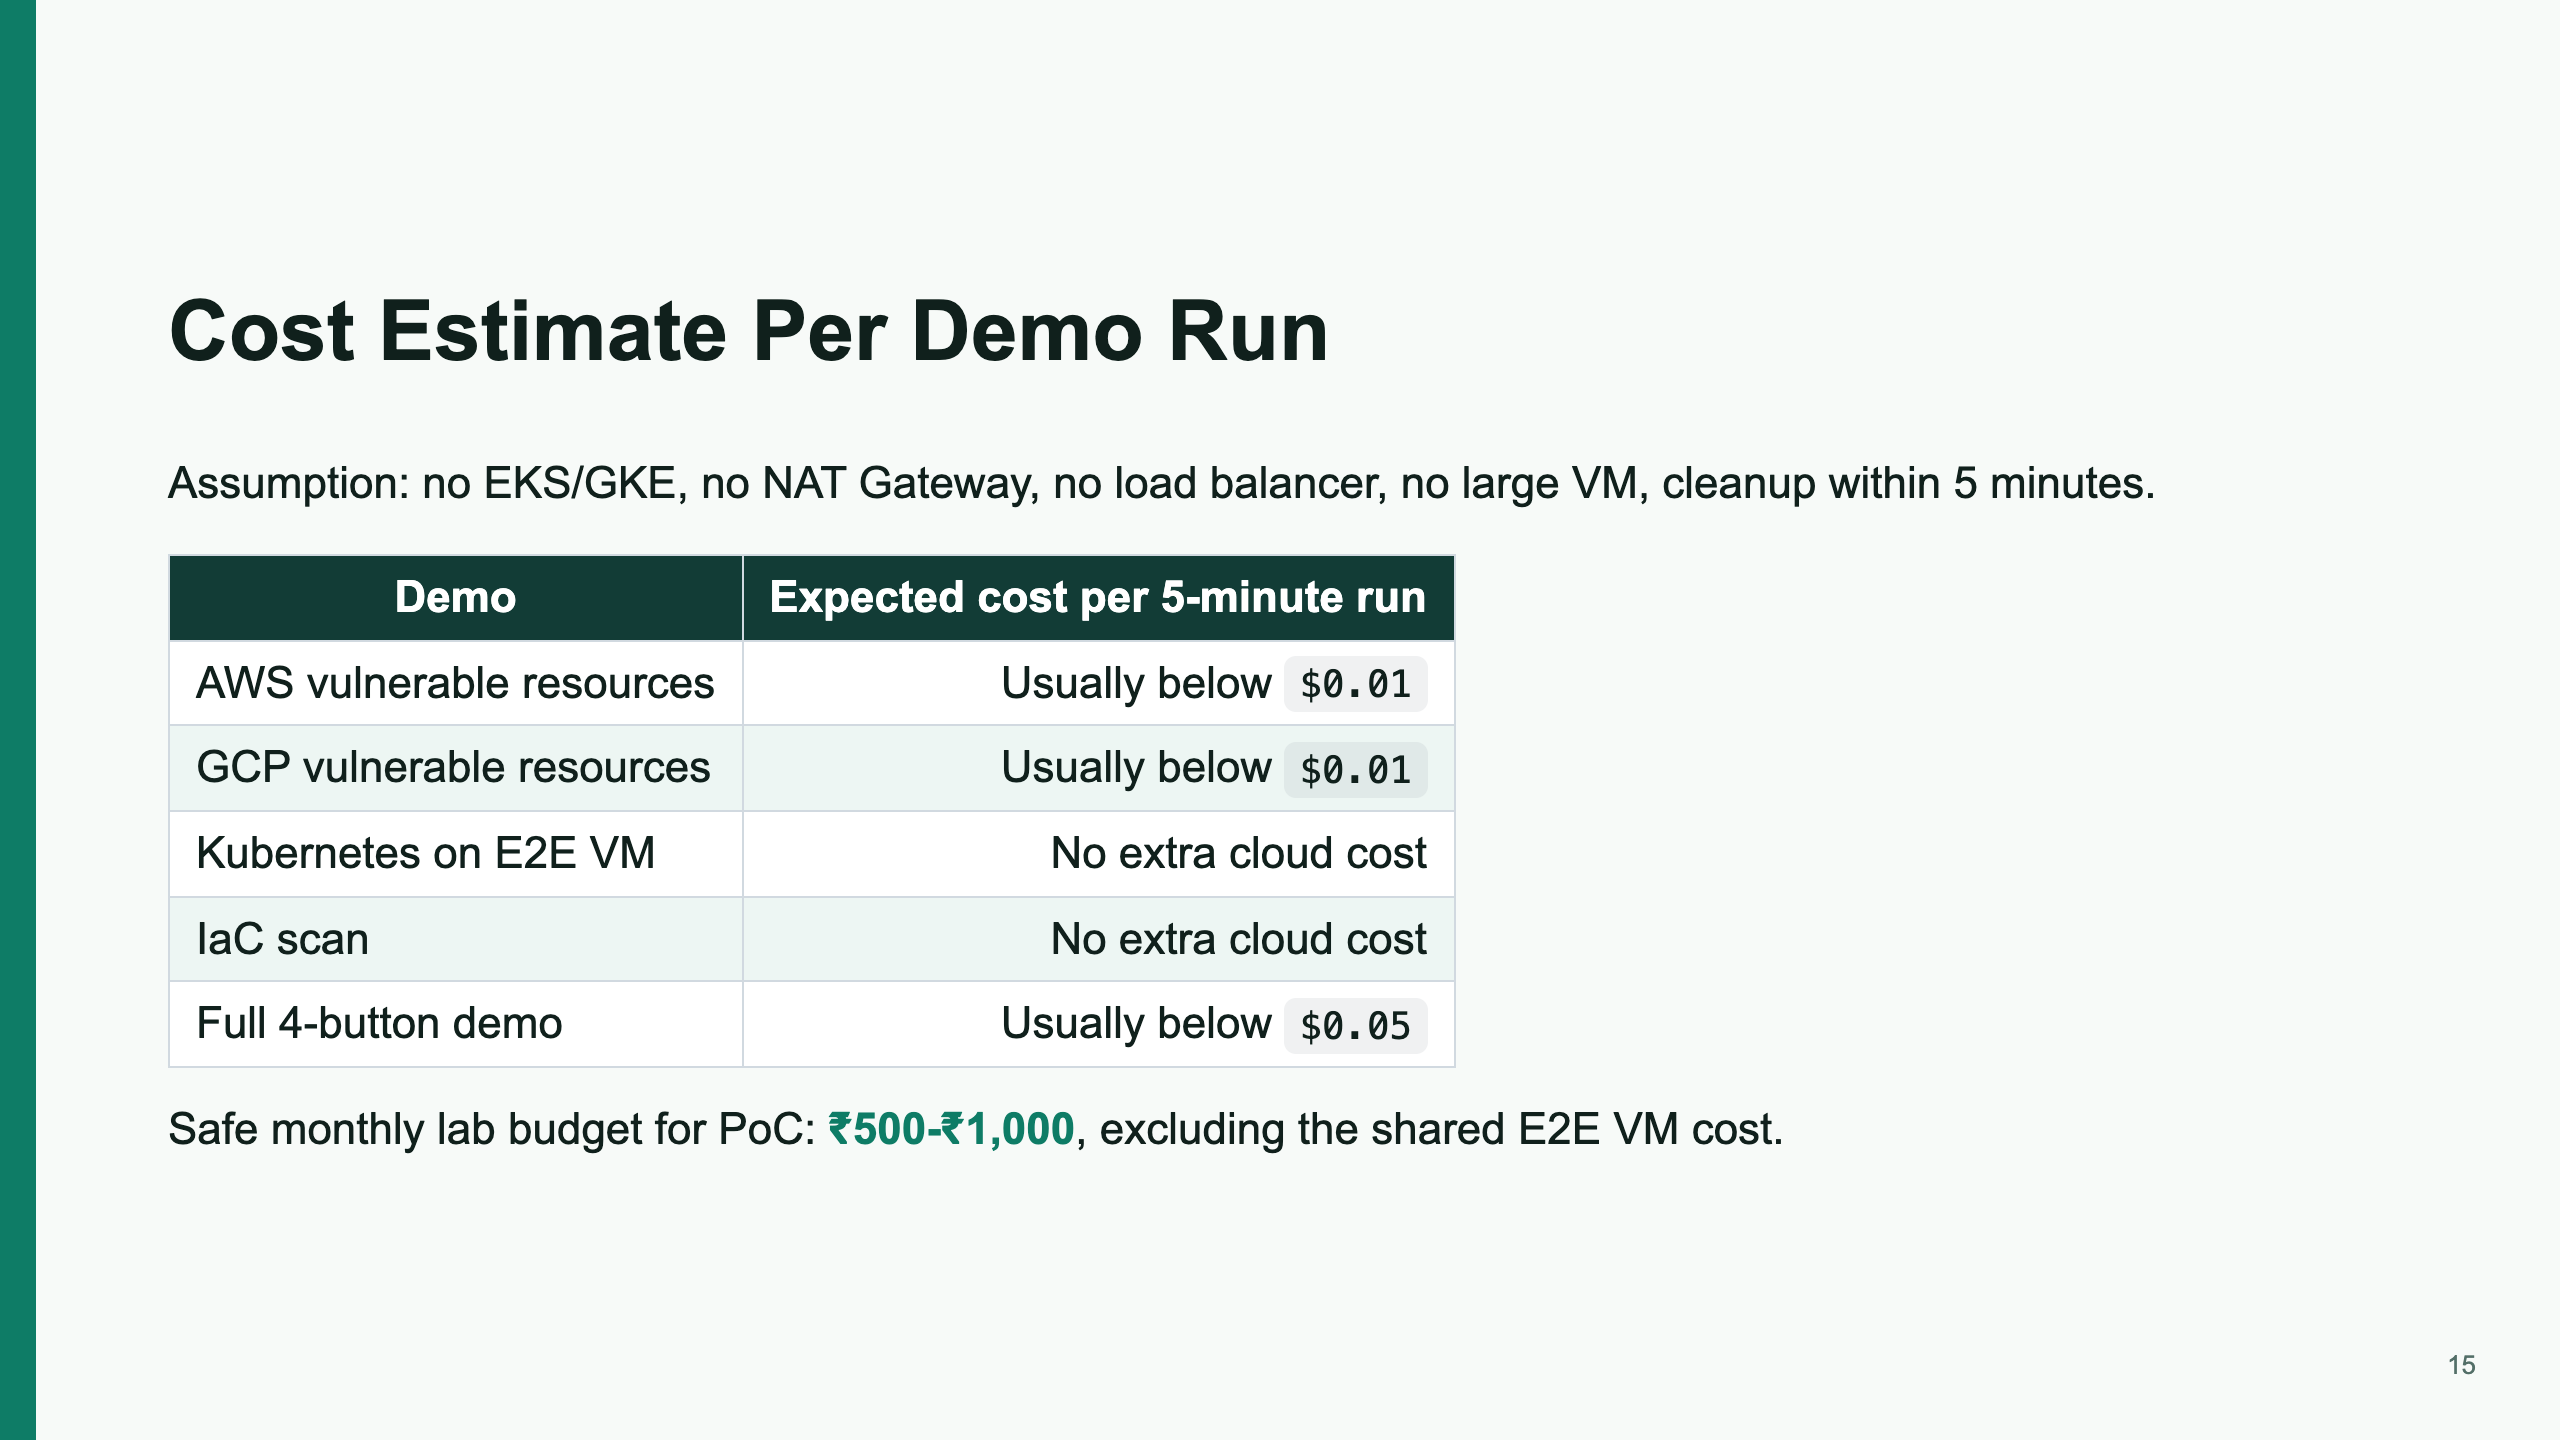 Cost Estimate Per Demo Run
Assumption: no EKS/GKE, no NAT Gateway, no load balancer, no large VM, cleanup within 5 minutes.
Demo Expected cost per 5-minute run
AWS vulnerable resources Usually below $0.01
GCP vulnerable resources Usually below $0.01
Kubernetes on E2E VM No extra cloud cost
IaC scan No extra cloud cost
Full 4-button demo Usually below $0.05
Safe monthly lab budget for PoC: ₹500-₹1,000, excluding the shared E2E VM cost.
15